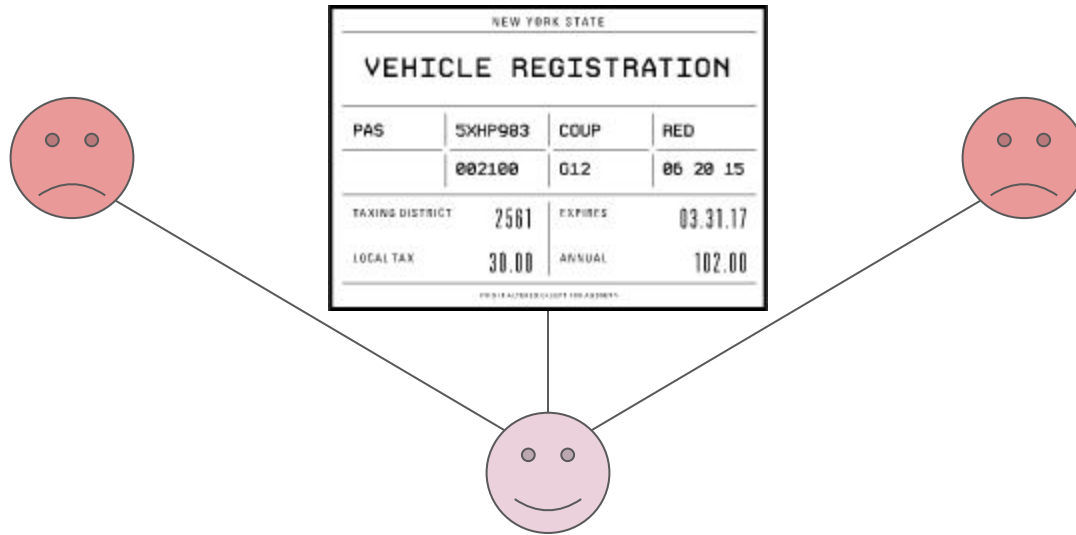 NEW YORK STATE
VEHICLE REGISTRATION
PAS 5XHP983 COUP RED
002100 G12 06 20 15
TAXING DISTRICT 2561 EXPIRES 03.31.17
LOCAL TAX 30.00 ANNUAL 102.00